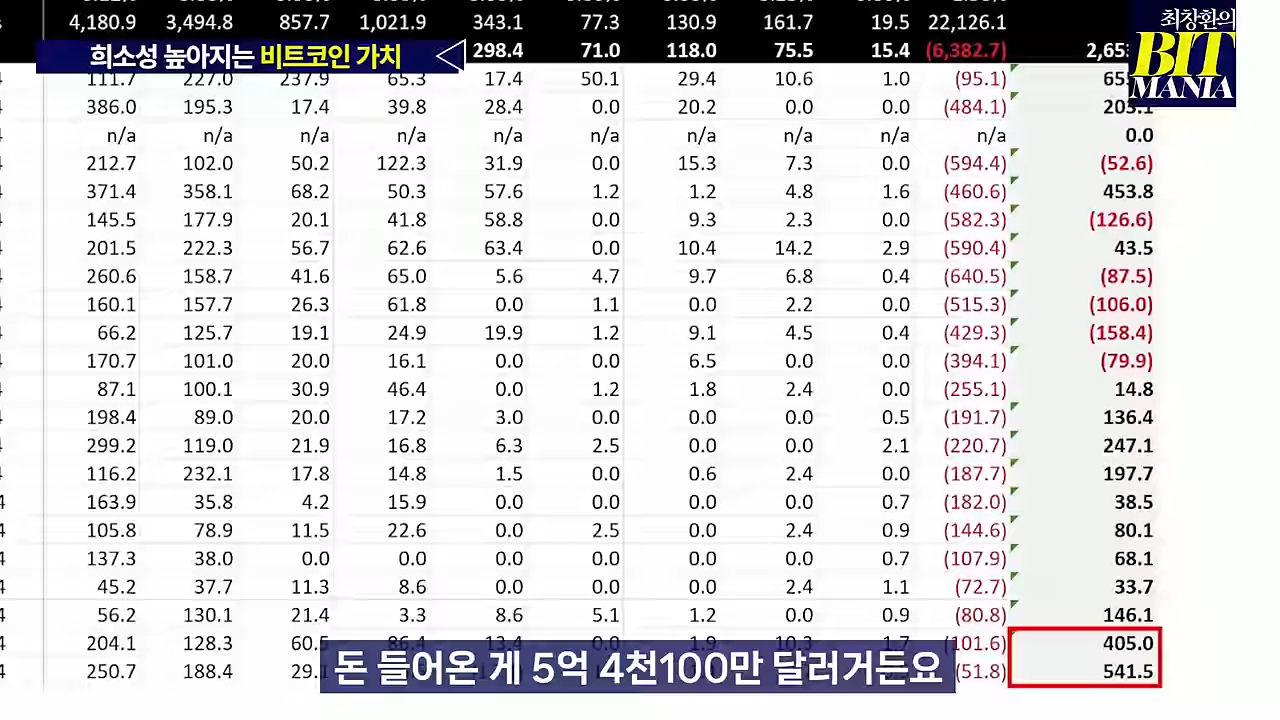 4,180.9 3,494.8 857.7 1,021.9 343.1 77.3 130.9 161.7 19.5 22,126.1
최창환의
BIT
MANIA
희소성 높아지는 비트코인 가치
298.4 71.0 118.0 75.5 15.4 (6,382.7)
111.7 227.0 237.9 65.3 17.4 50.1 29.4 10.6 1.0 (95.1)
386.0 195.3 17.4 39.8 28.4 0.0 20.2 0.0 0.0 (484.1) 203.1
n/a n/a n/a n/a n/a n/a n/a n/a n/a n/a 0.0
212.7 102.0 50.2 122.3 31.9 0.0 15.3 7.3 0.0 (594.4) (52.6)
371.4 358.1 68.2 50.3 57.6 1.2 1.2 4.8 1.6 (460.6) 453.8
145.5 177.9 20.1 41.8 58.8 0.0 9.3 2.3 0.0 (582.3) (126.6)
201.5 222.3 56.7 62.6 63.4 0.0 10.4 14.2 2.9 (590.4) 43.5
260.6 158.7 41.6 65.0 5.6 4.7 9.7 6.8 0.4 (640.5) (87.5)
160.1 157.7 26.3 61.8 0.0 1.1 0.0 2.2 0.0 (515.3) (106.0)
66.2 125.7 19.1 24.9 19.9 1.2 9.1 4.5 0.4 (429.3) (158.4)
170.7 101.0 20.0 16.1 0.0 0.0 6.5 0.0 0.0 (394.1) (79.9)
87.1 100.1 30.9 46.4 0.0 1.2 1.8 2.4 0.0 (255.1) 14.8
198.4 89.0 20.0 17.2 3.0 0.0 0.0 0.0 0.5 (191.7) 136.4
299.2 119.0 21.9 16.8 6.3 2.5 0.0 0.0 2.1 (220.7) 247.1
116.2 232.1 17.8 14.8 1.5 0.0 0.6 2.4 0.0 (187.7) 197.7
163.9 35.8 4.2 15.9 0.0 0.0 0.0 0.0 0.7 (182.0) 38.5
105.8 78.9 11.5 22.6 0.0 2.5 0.0 2.4 0.9 (144.6) 80.1
137.3 38.0 0.0 0.0 0.0 0.0 0.0 0.0 0.7 (107.9) 68.1
45.2 37.7 11.3 8.6 0.0 0.0 0.0 2.4 1.1 (72.7) 33.7
56.2 130.1 21.4 3.3 8.6 5.1 1.2 0.0 0.9 (80.8) 146.1
204.1 128.3 60.5 86.4 13.4 0.0 1.9 10.3 1.7 (101.6) 405.0
250.7 188.4 29.1 (51.8) 541.5
돈 들어온 게 5억 4천100만 달러거든요